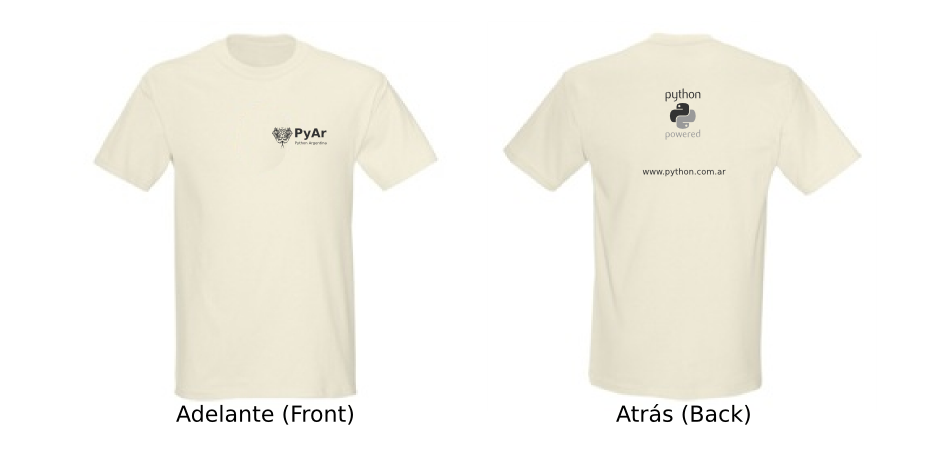 PyAr
Python Argentina
Adelante (Front)
python
powered
www.python.com.ar
Atrás (Back)